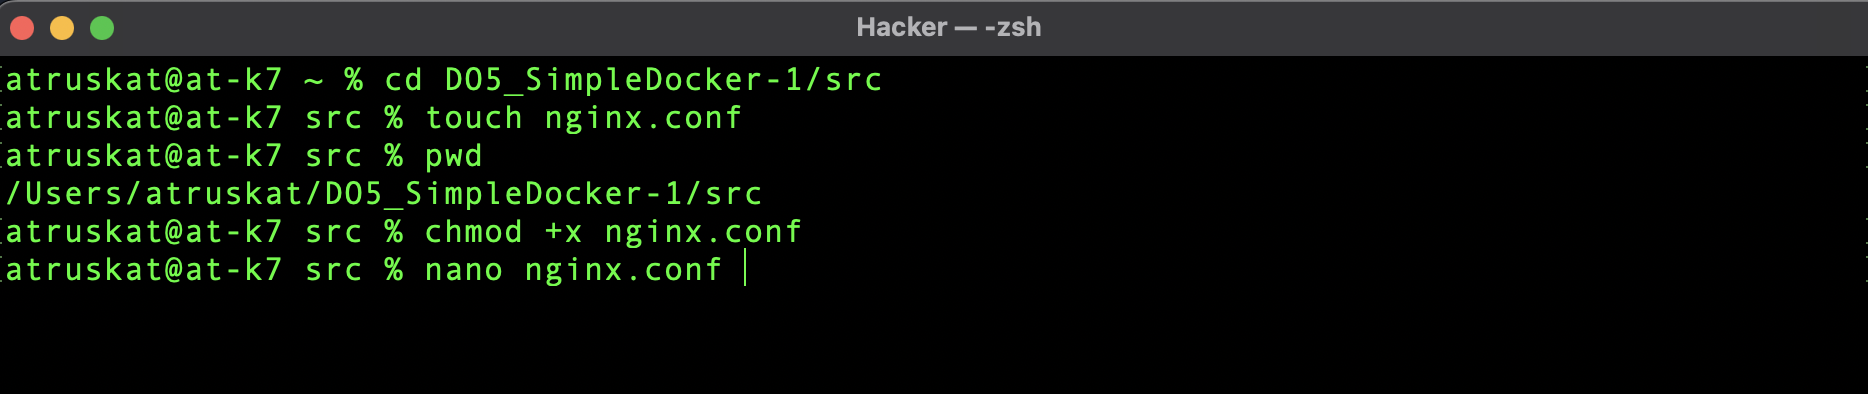 Hacker — -zsh
atruskat@at-k7 ~ % cd DO5_SimpleDocker-1/src
atruskat@at-k7 src % touch nginx.conf
atruskat@at-k7 src % pwd
/Users/atruskat/DO5_SimpleDocker-1/src
atruskat@at-k7 src % chmod +x nginx.conf
atruskat@at-k7 src % nano nginx.conf